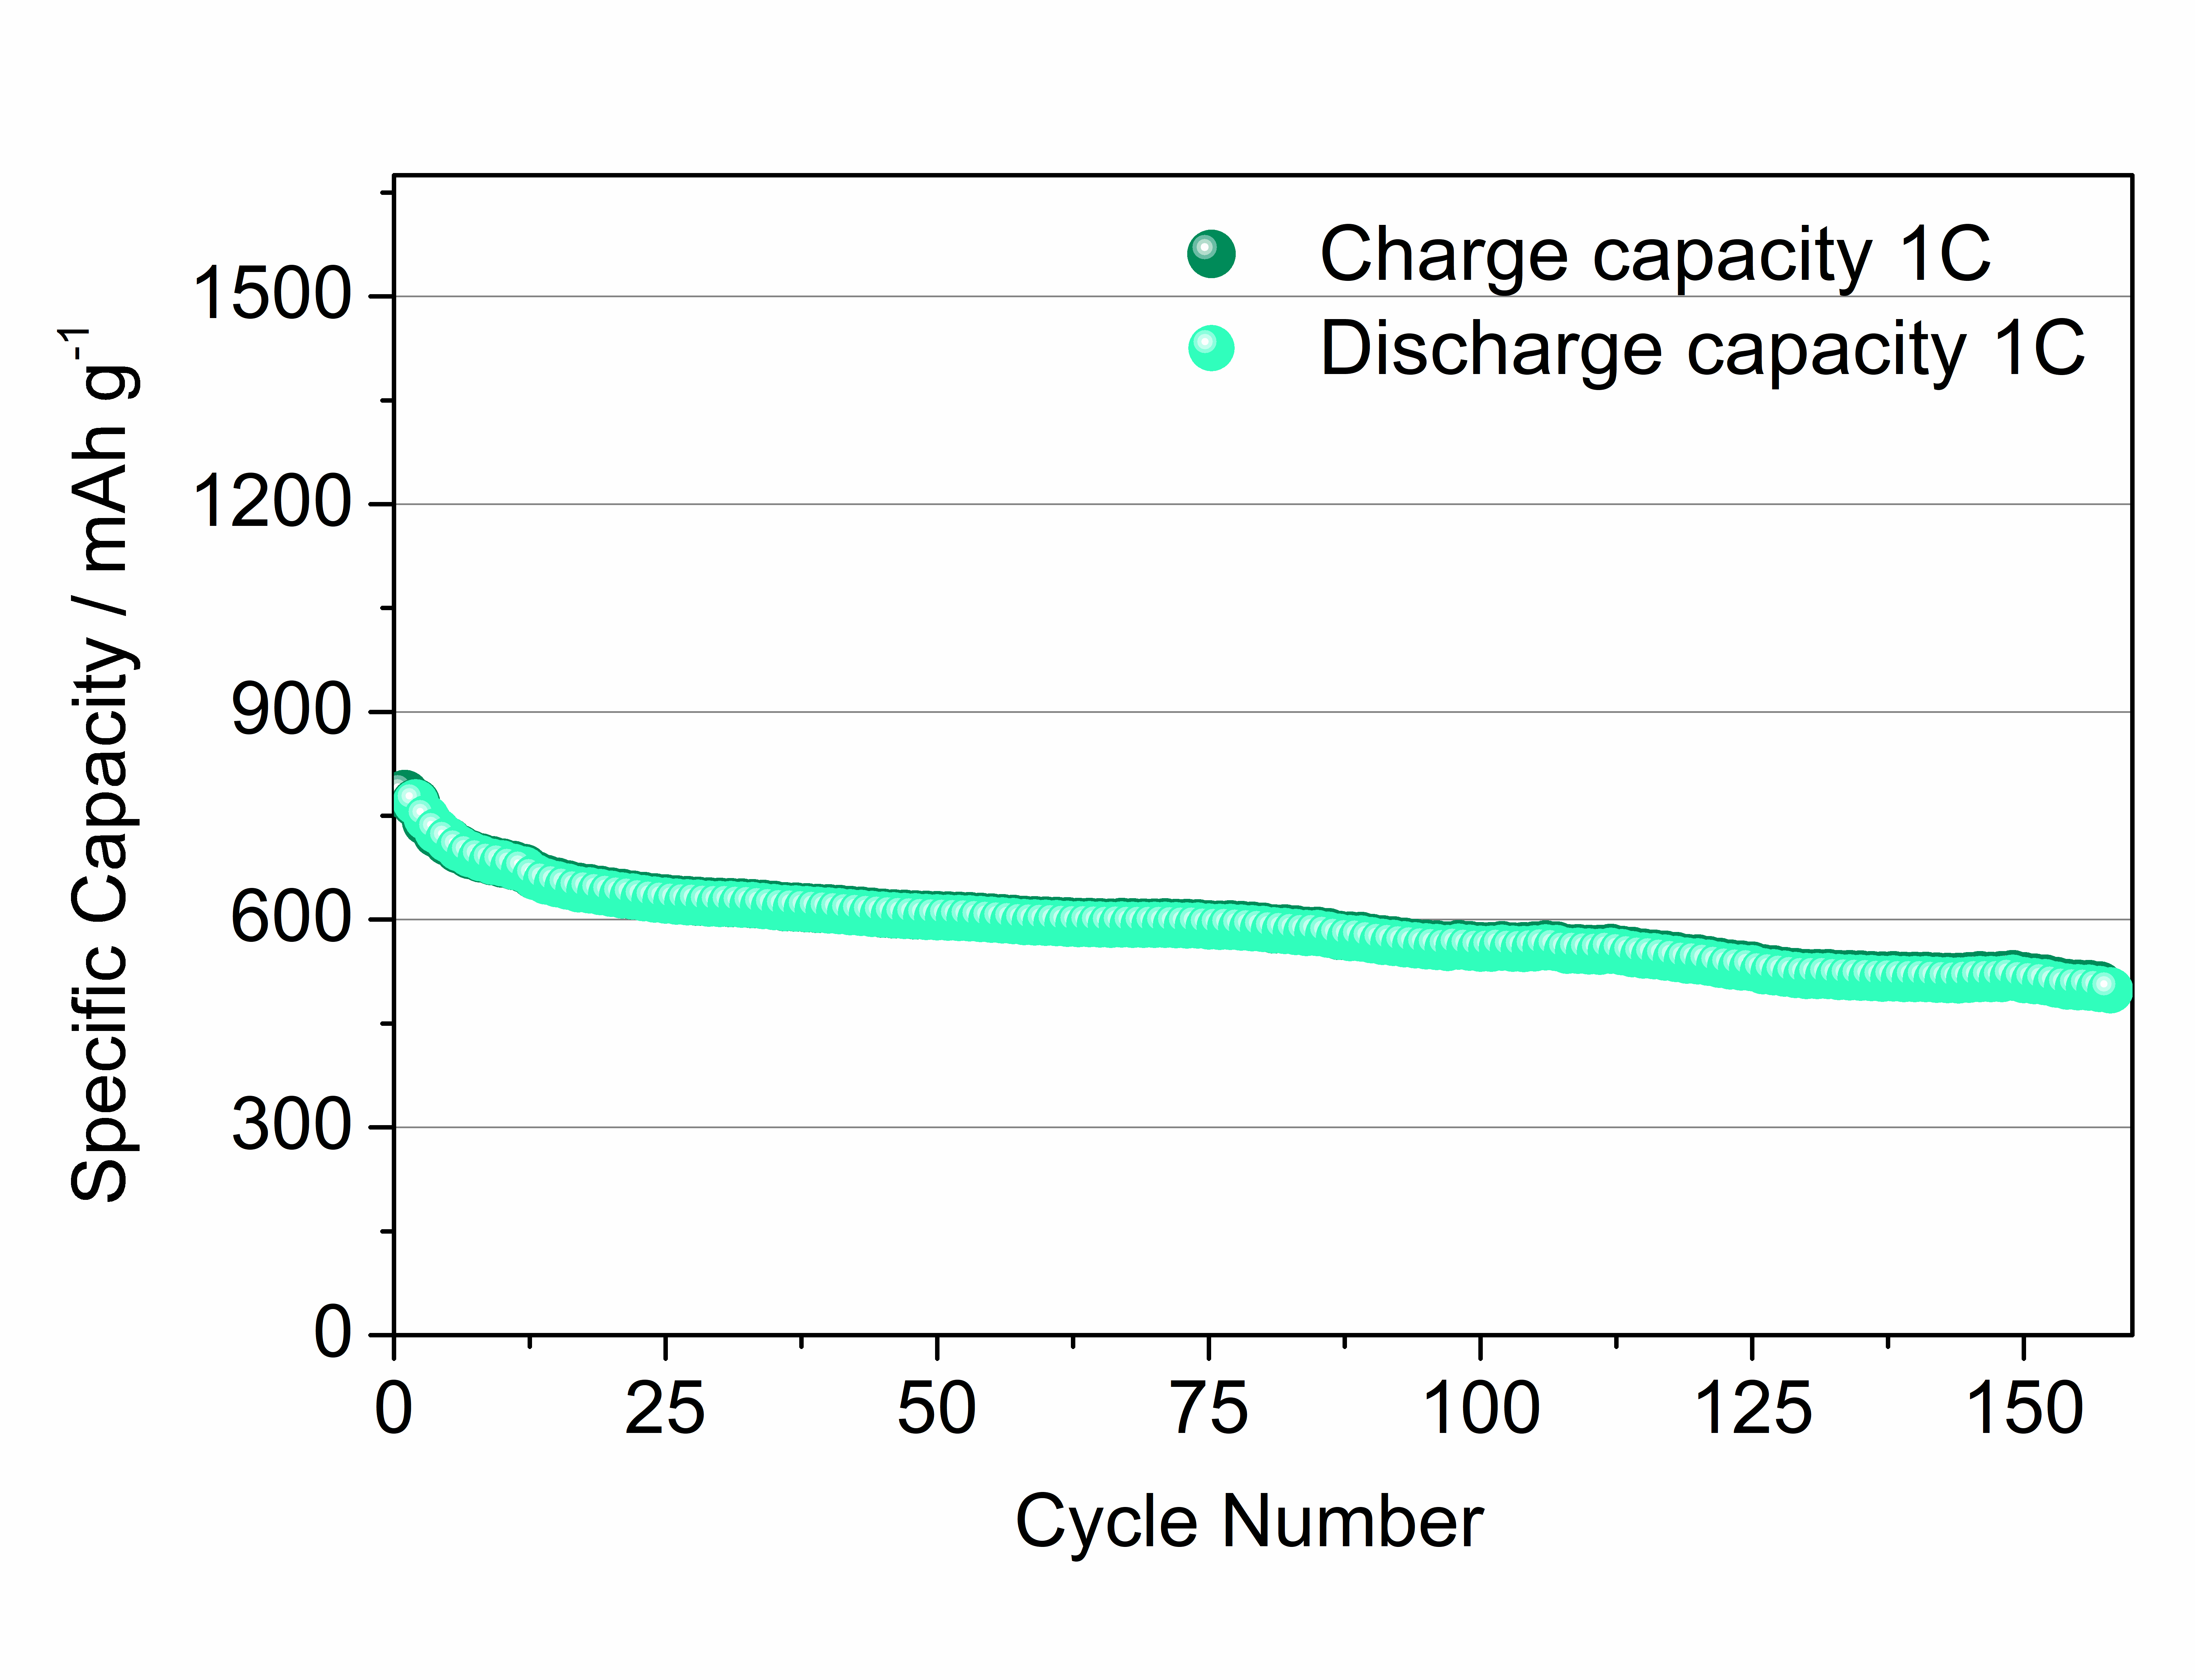 Charge capacity 1C
Discharge capacity 1C
Specific Capacity / mAh g⁻¹
1500
1200
900
600
300
0
0 25 50 75 100 125 150
Cycle Number